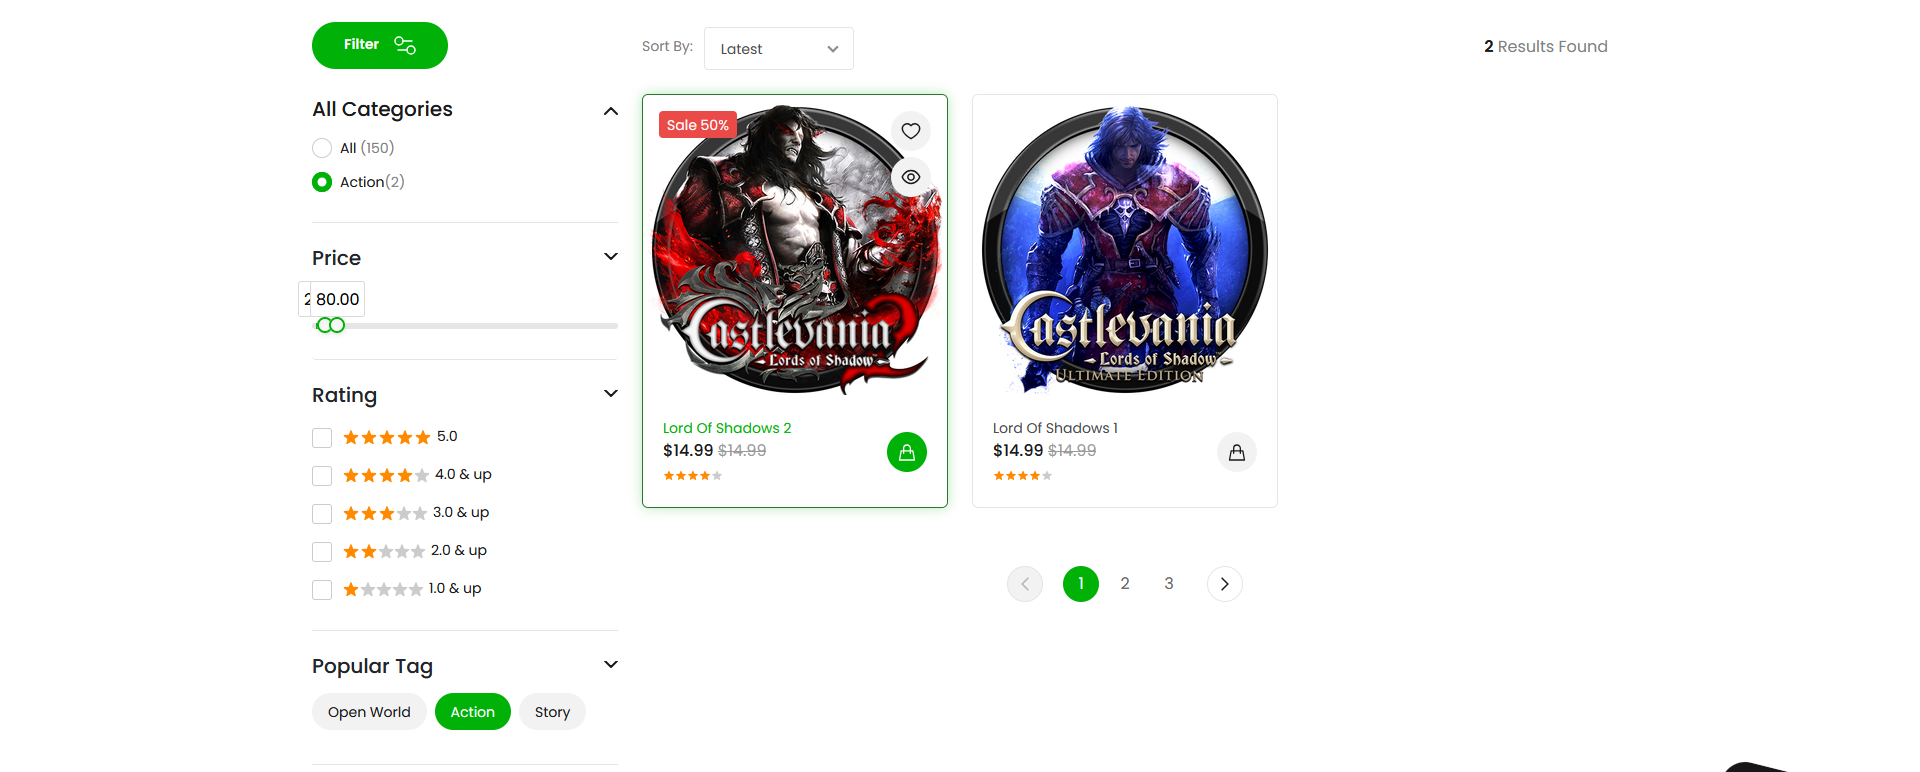 Filter
Sort By:
Latest
2 Results Found
All Categories
All (150)
Action(2)
Price
2
80.00
Rating
5.0
4.0 & up
3.0 & up
2.0 & up
1.0 & up
Popular Tag
Open World
Action
Story
Sale 50%
Castlevania 2
Lords of Shadow
Lord Of Shadows 2
$14.99 $14.99
Castlevania
Lords of Shadow
ULTIMATE EDITION
Lord Of Shadows 1
$14.99 $14.99
1
2
3